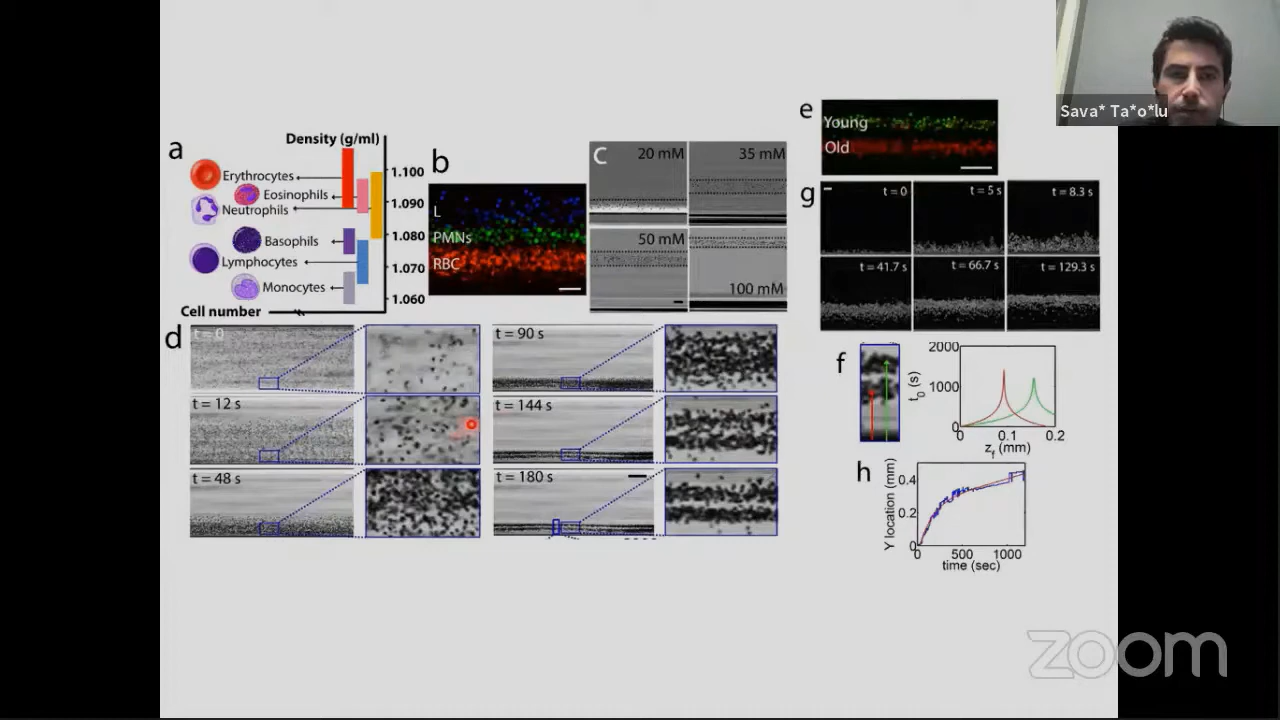 Sava* Ta*o*lu
a
Density (g/ml)
Erythrocytes
Eosinophils
Neutrophils
Basophils
Lymphocytes
Monocytes
Cell number
1.100
1.090
1.080
1.070
1.060
b
L
PMNs
RBC
c
20 mM
35 mM
50 mM
100 mM
d
t = 0
t = 12 s
t = 48 s
t = 90 s
t = 144 s
t = 180 s
e
Young
Old
g
t = 0
t = 5 s
t = 8.3 s
t = 41.7 s
t = 66.7 s
t = 129.3 s
f
t0 (s)
2000
1000
0
0 0.1 0.2
zf (mm)
h
Y location (mm)
0.4
0.2
0
0 500 1000
time (sec)
zoom